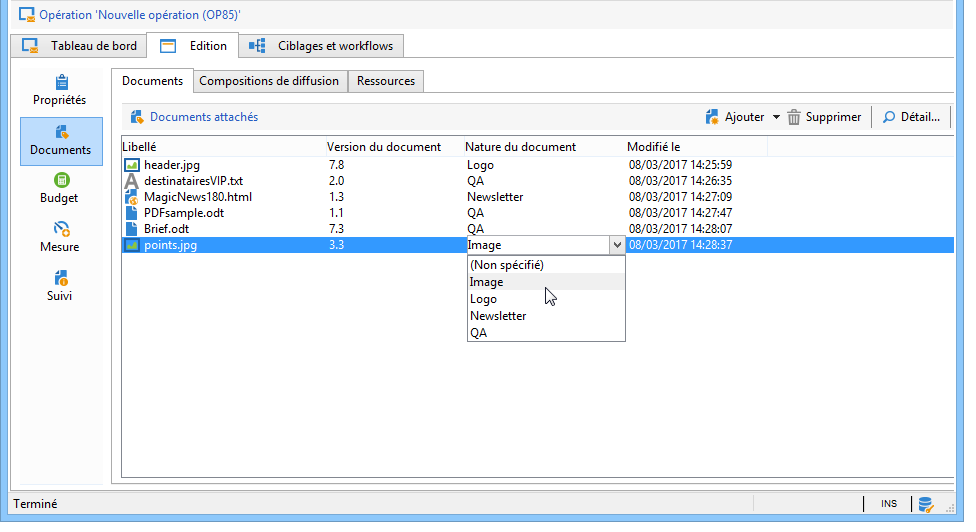 Opération 'Nouvelle opération (OP85)'
Tableau de bord Edition Ciblages et workflows
Propriétés
Documents
Budget
Mesure
Suivi
Documents Compositions de diffusion Ressources
Documents attachés Ajouter Supprimer Détail...
Libellé Version du document Nature du document Modifié le
header.jpg 7.8 Logo 08/03/2017 14:25:59
destinatairesVIP.txt 2.0 QA 08/03/2017 14:26:35
MagicNews180.html 1.3 Newsletter 08/03/2017 14:27:09
PDFsample.odt 1.1 QA 08/03/2017 14:27:47
Brief.odt 7.3 QA 08/03/2017 14:28:07
points.jpg 3.3 Image 08/03/2017 14:28:37
(Non spécifié)
Image
Logo
Newsletter
QA
Terminé INS